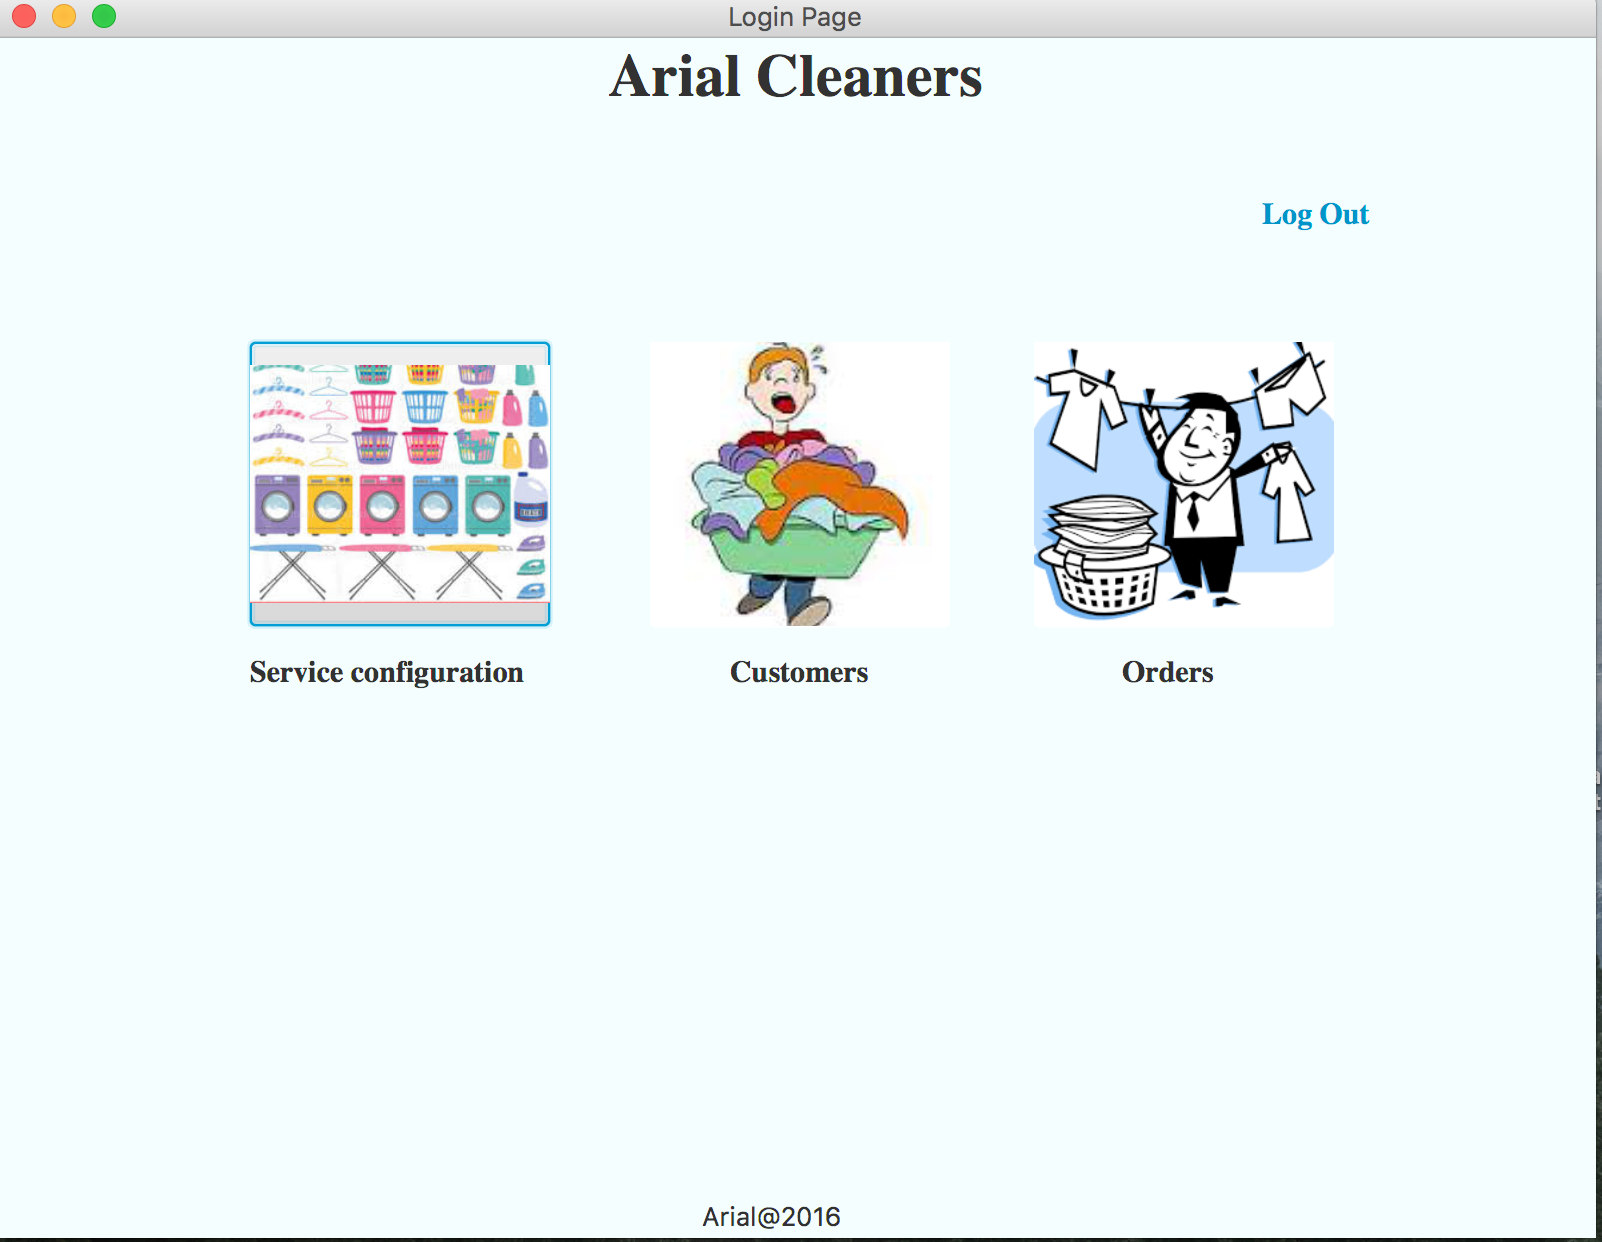 Login Page
Arial Cleaners
Log Out
Service configuration
Customers
Orders
Arial@2016